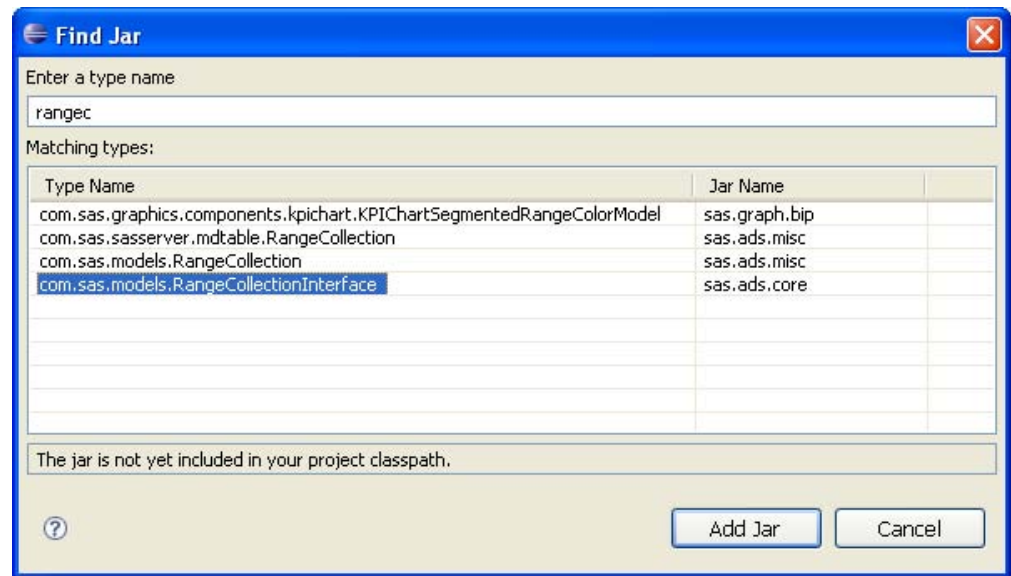 Find Jar
Enter a type name
rangec
Matching types:
Type Name Jar Name
com.sas.graphics.components.kpichart.KPIChartSegmentedRangeColorModel sas.graph.bip
com.sas.sasserver.mdtable.RangeCollection sas.ads.misc
com.sas.models.RangeCollection sas.ads.misc
com.sas.models.RangeCollectionInterface sas.ads.core
The jar is not yet included in your project classpath.
? Add Jar Cancel